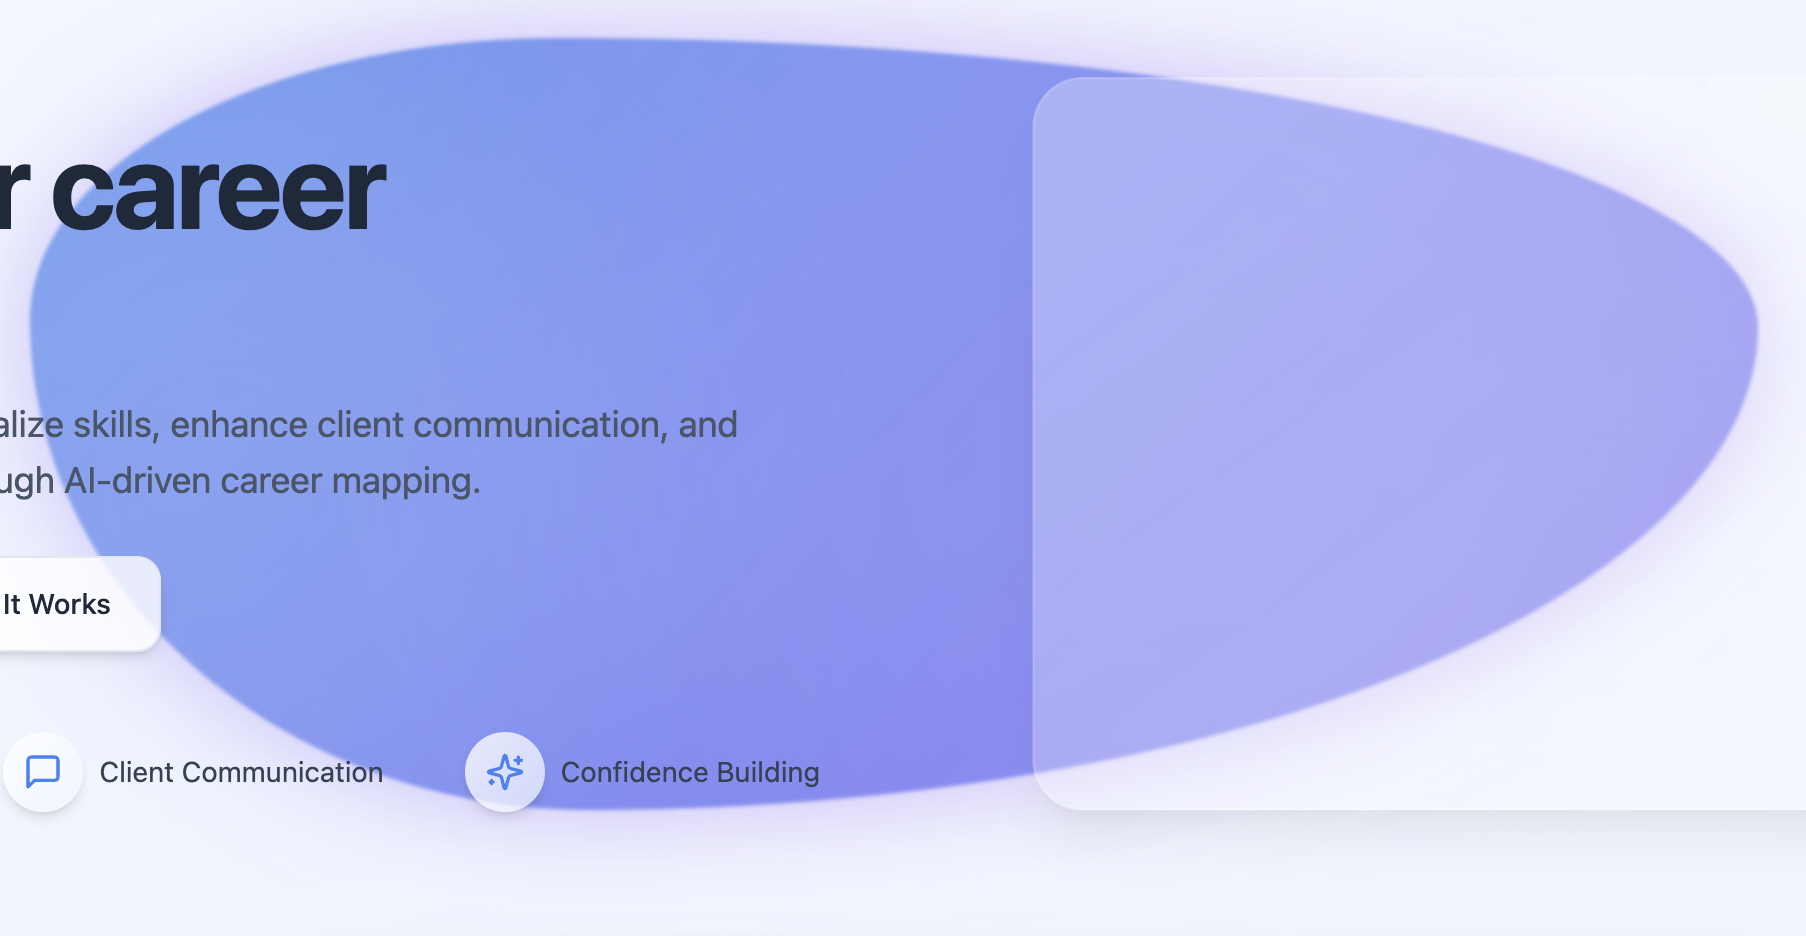 r career
alize skills, enhance client communication, and
ugh AI-driven career mapping.
It Works
Client Communication
Confidence Building